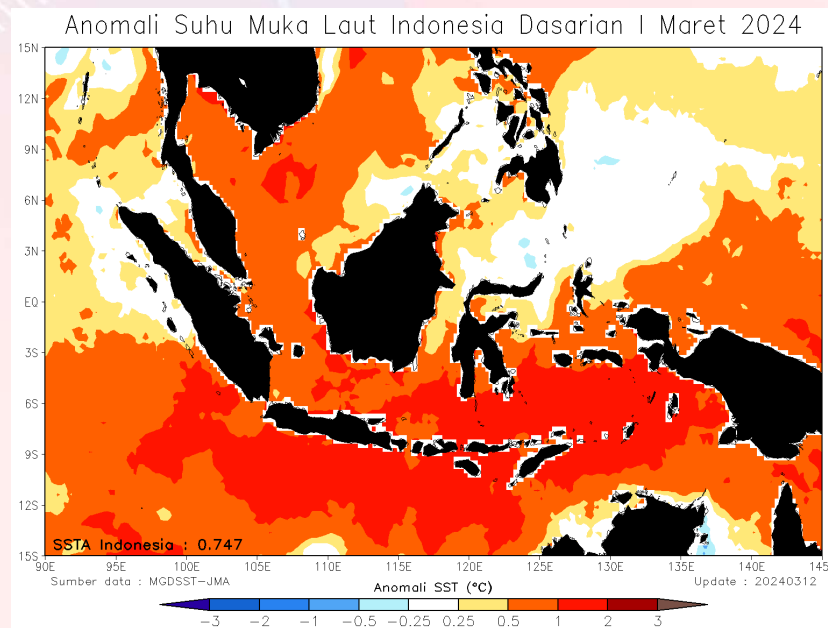 Anomali Suhu Muka Laut Indonesia Dasarian I Maret 2024
15N
12N
9N
6N
3N
EQ
3S
6S
9S
12S
15S
SSTA Indonesia : 0.747
90E 95E 100E 105E 110E 115E 120E 125E 130E 135E 140E 145
Sumber data : MGDSST-JMA
Anomali SST (°C)
Update : 20240312
-3 -2 -1 -0.5 -0.25 0.25 0.5 1 2 3